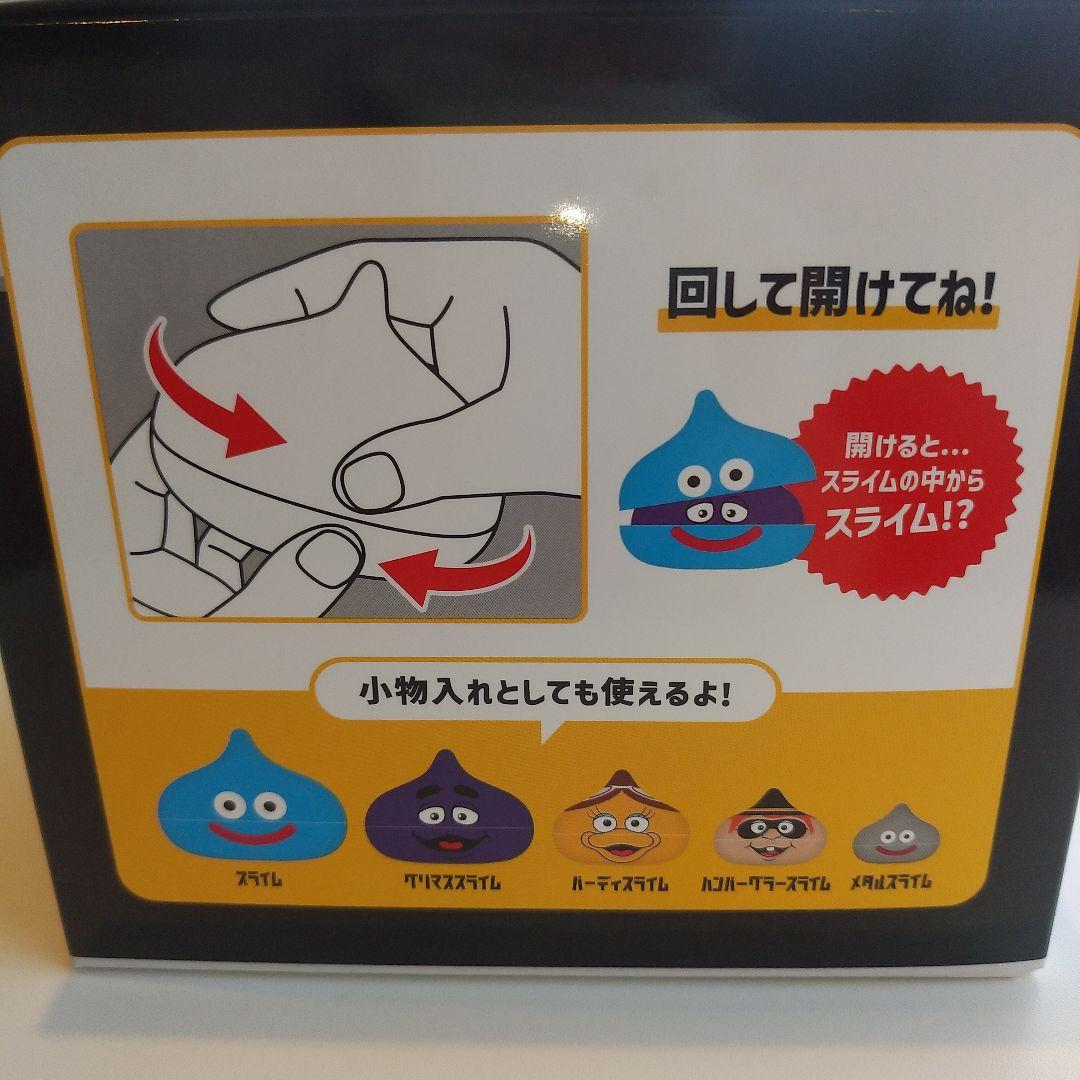 回して開けてね!
開けると…
スライムの中から
スライム!?
小物入れとしても使えるよ!
スライム
グリマススライム
バーディスライム
ハンバーグラースライム
メタルスライム